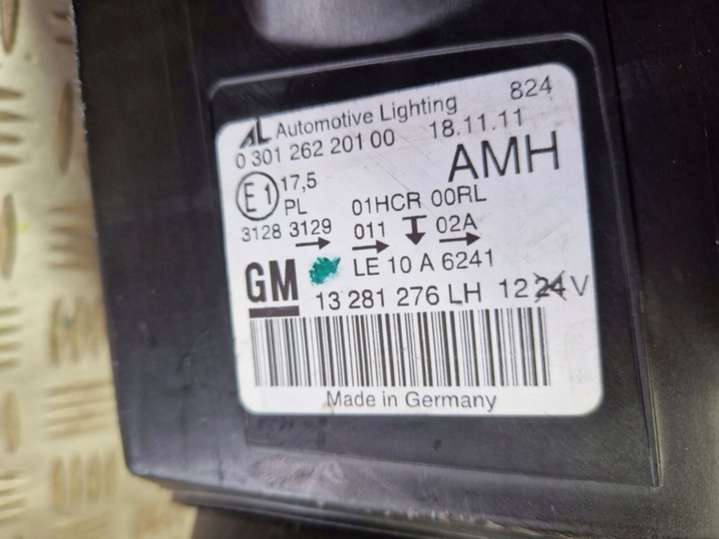 AL Automotive Lighting 824
0 301 262 201 00 18.11.11
AMH
E1 17,5
PL 01HCR 00RL
3128 3129 011 02A
LE 10 A 6241
GM 13 281 276 LH 12 24 V
Made in Germany